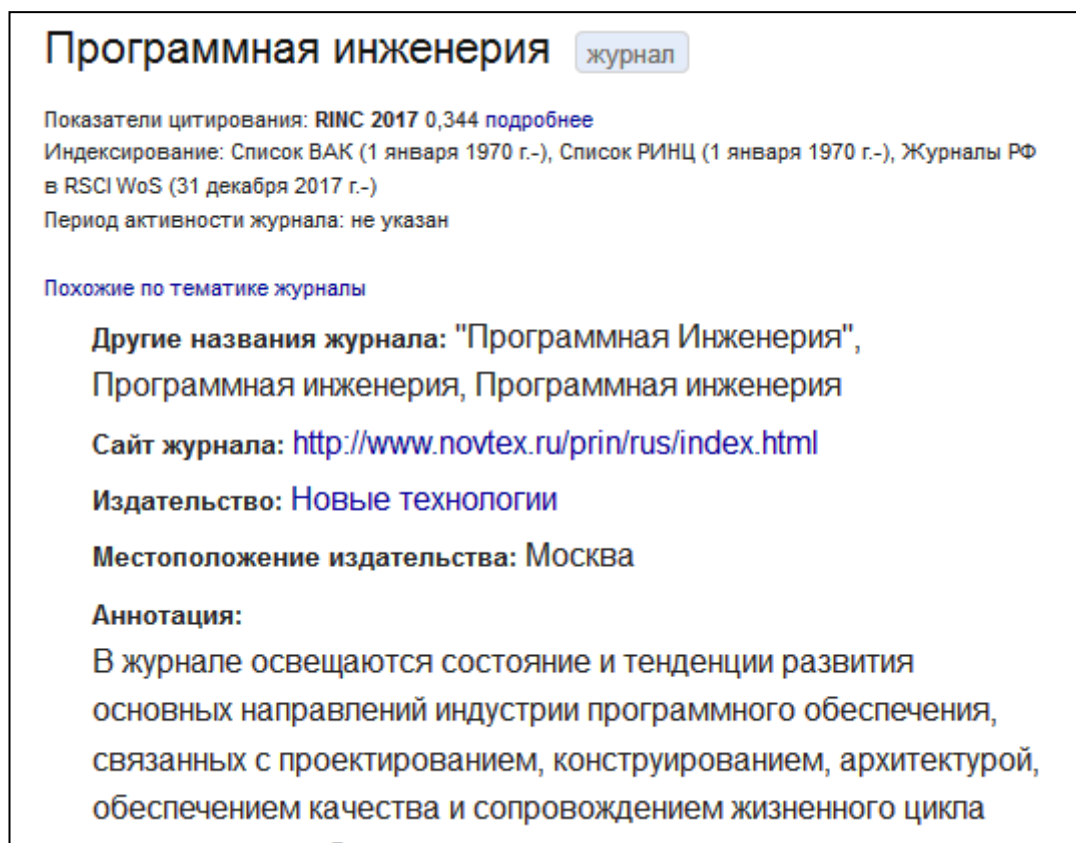 Программная инженерия журнал
Показатели цитирования: RINC 2017 0,344 подробнее
Индексирование: Список ВАК (1 января 1970 г.-), Список РИНЦ (1 января 1970 г.-), Журналы РФ
в RSCI WoS (31 декабря 2017 г.-)
Период активности журнала: не указан
Похожие по тематике журналы
Другие названия журнала: "Программная Инженерия",
Программная инженерия, Программная инженерия
Сайт журнала: http://www.novtex.ru/prin/rus/index.html
Издательство: Новые технологии
Местоположение издательства: Москва
Аннотация:
В журнале освещаются состояние и тенденции развития
основных направлений индустрии программного обеспечения,
связанных с проектированием, конструированием, архитектурой,
обеспечением качества и сопровождением жизненного цикла